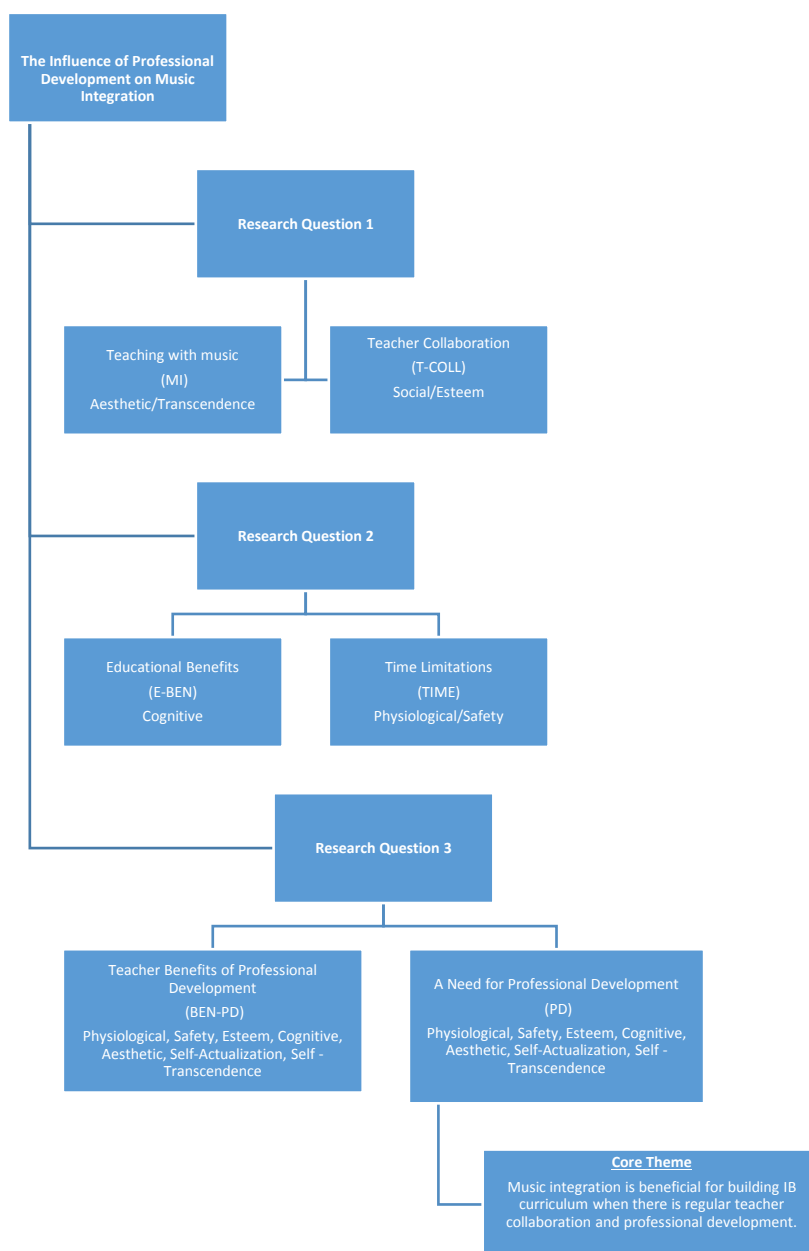 The Influence of Professional
Development on Music
Integration
Research Question 1
Teaching with music
(MI)
Aesthetic/Transcendence
Teacher Collaboration
(T-COLL)
Social/Esteem
Research Question 2
Educational Benefits
(E-BEN)
Cognitive
Time Limitations
(TIME)
Physiological/Safety
Research Question 3
Teacher Benefits of Professional
Development
(BEN-PD)
Physiological, Safety, Esteem, Cognitive,
Aesthetic, Self-Actualization, Self -
Transcendence
A Need for Professional Development
(PD)
Physiological, Safety, Esteem, Cognitive,
Aesthetic, Self-Actualization, Self -
Transcendence
Core Theme
Music integration is beneficial for building IB
curriculum when there is regular teacher
collaboration and professional development.